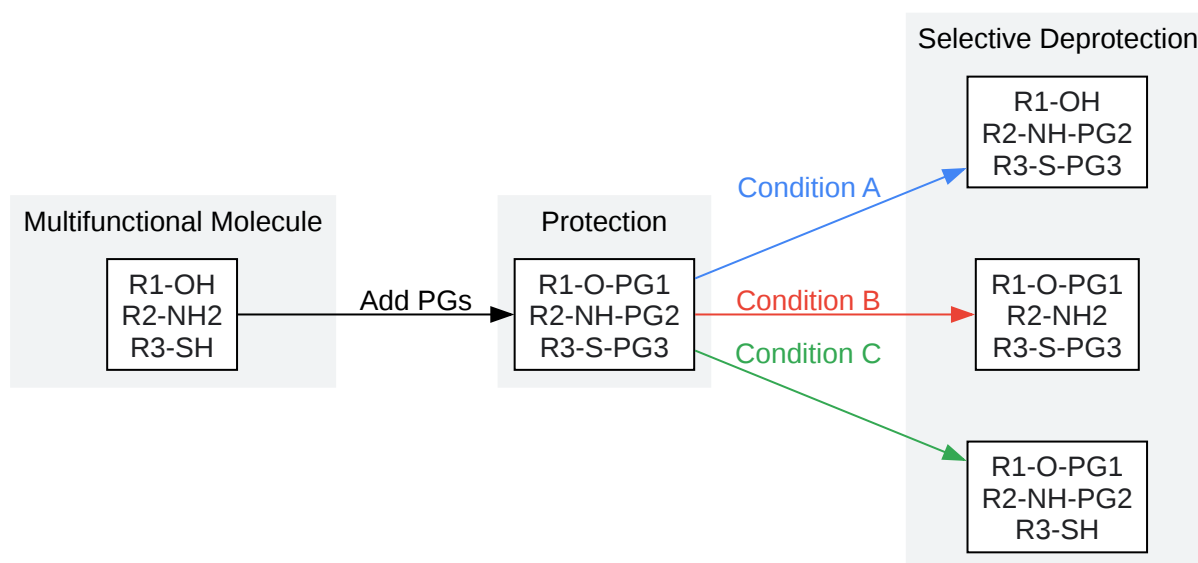 Multifunctional Molecule
R1-OH
R2-NH2
R3-SH
Add PGs
Protection
R1-O-PG1
R2-NH-PG2
R3-S-PG3
Condition A
Condition B
Condition C
Selective Deprotection
R1-OH
R2-NH-PG2
R3-S-PG3
R1-O-PG1
R2-NH2
R3-S-PG3
R1-O-PG1
R2-NH-PG2
R3-SH